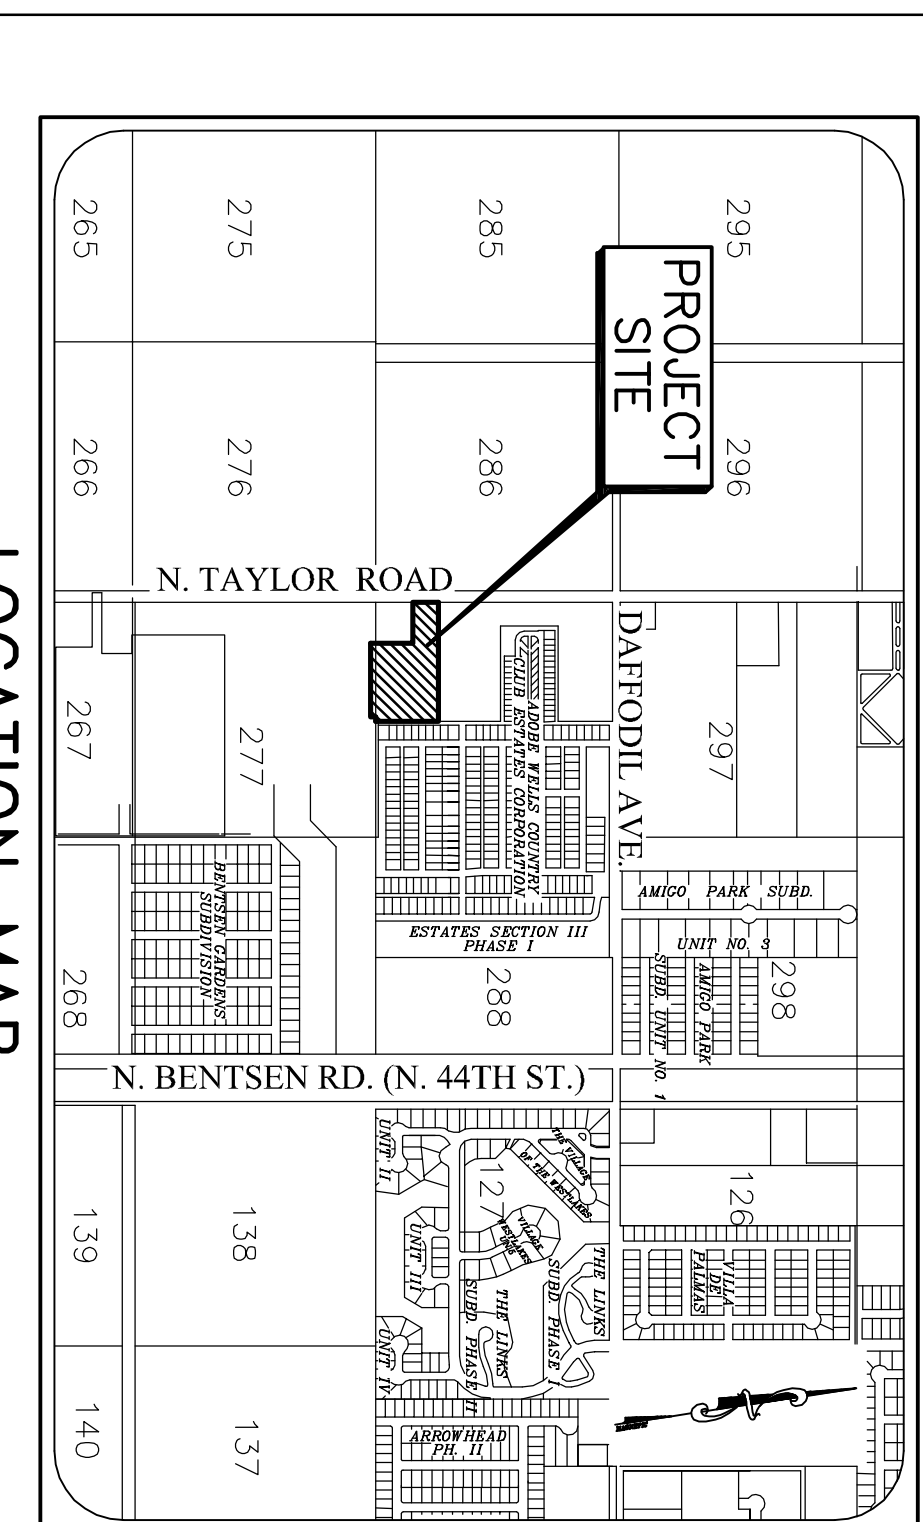 LOCATION MAP
PROJECT
SITE
265
275
285
295
266
276
286
296
N. TAYLOR ROAD
DAFFODIL AVE.
267
277
297
ADOBE WELLS COUNTRY
CLUB ESTATES CORPORATION
ESTATES SECTION III
PHASE I
AMIGO PARK SUBD.
UNIT NO. 3
AMIGO PARK
SUBD. UNIT NO. 1
BENTSEN GARDENS
SUBDIVISION
268
288
298
N. BENTSEN RD. (N. 44TH ST.)
UNIT II
127
THE VILLAGE
OF THE WESTLAKES
VILLAGE
WESTLAKES
126
139
138
UNIT III
THE LINKS
SUBD. PHASE I
THE LINKS
SUBD. PHASE II
VILLA
DE
PALMAS
UNIT IV
ARROWHEAD
PH. II
140
137